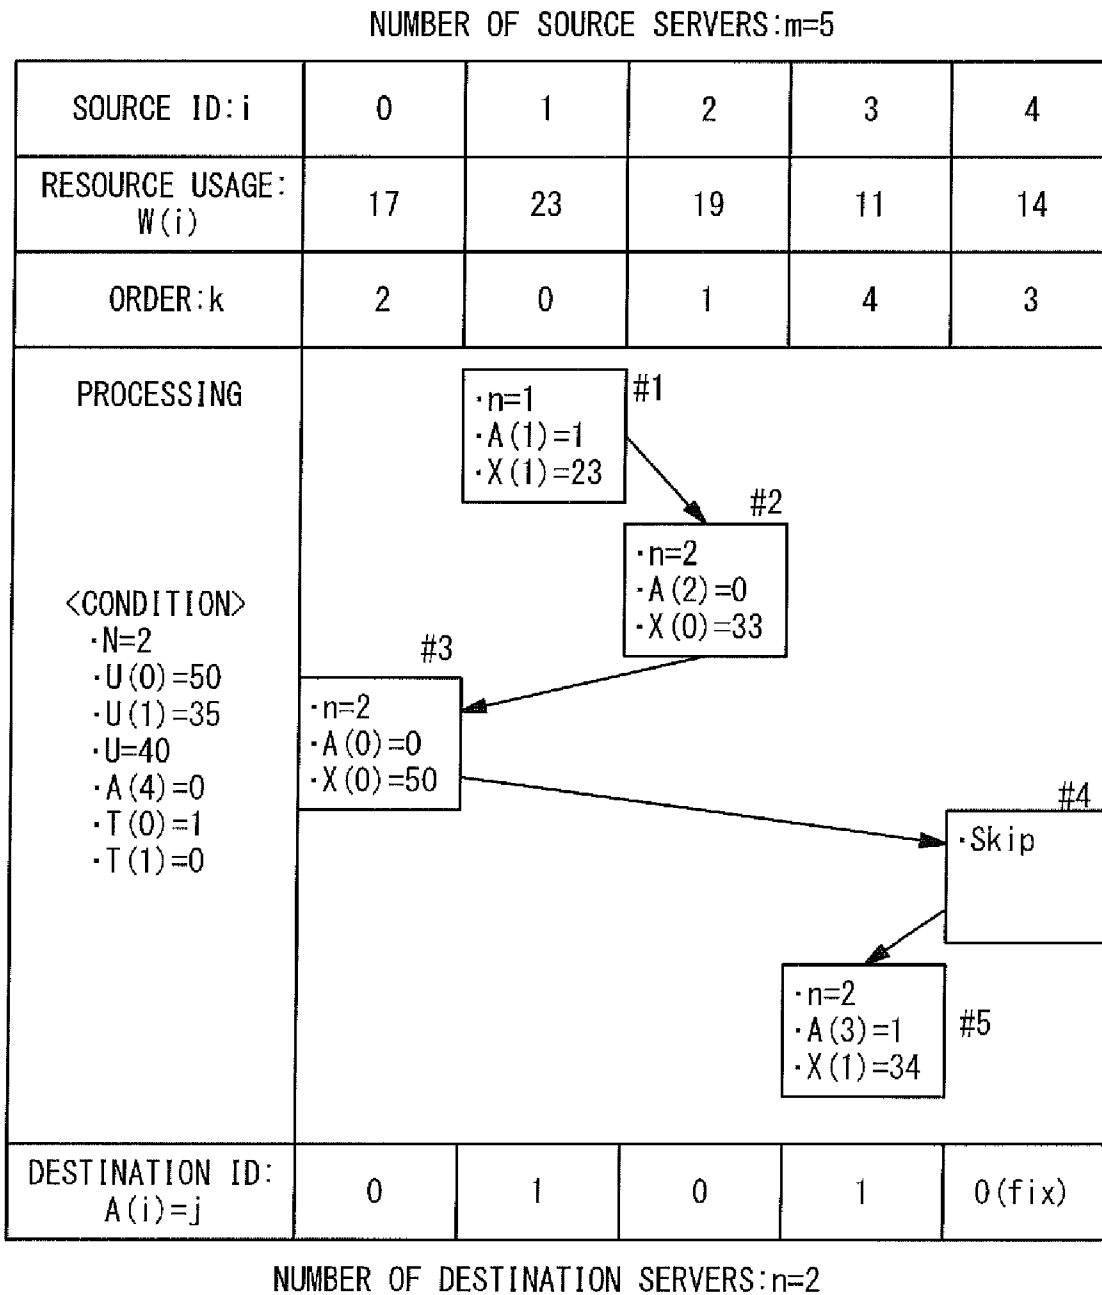 NUMBER OF SOURCE SERVERS:m=5
SOURCE ID:i 0 1 2 3 4
RESOURCE USAGE:
W(i) 17 23 19 11 14
ORDER:k 2 0 1 4 3
PROCESSING
#1
·n=1
·A(1)=1
·X(1)=23
#2
·n=2
·A(2)=0
·X(0)=33
<CONDITION>
·N=2
·U(0)=50
·U(1)=35
·U=40
·A(4)=0
·T(0)=1
·T(1)=0
#3
·n=2
·A(0)=0
·X(0)=50
#4
·Skip
·n=2
·A(3)=1
·X(1)=34
#5
DESTINATION ID:
A(i)=j 0 1 0 1 0(fix)
NUMBER OF DESTINATION SERVERS:n=2